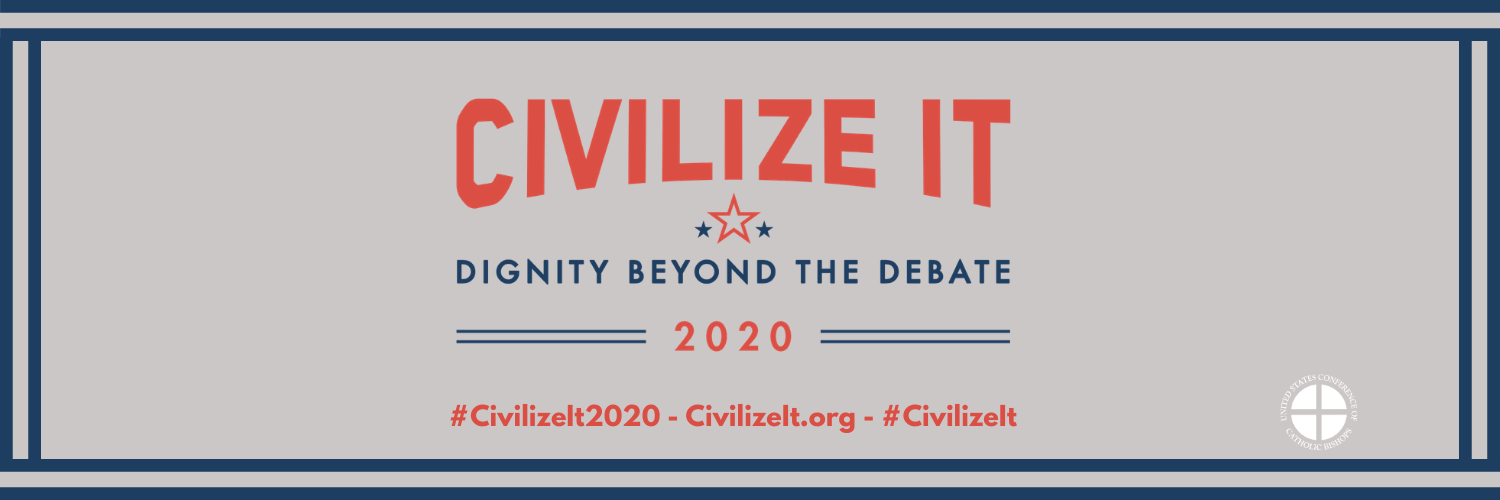 CIVILIZE IT
DIGNITY BEYOND THE DEBATE
2020
#CivilizeIt2020 - CivilizeIt.org - #CivilizeIt
UNITED STATES CONFERENCE OF
CATHOLIC BISHOPS